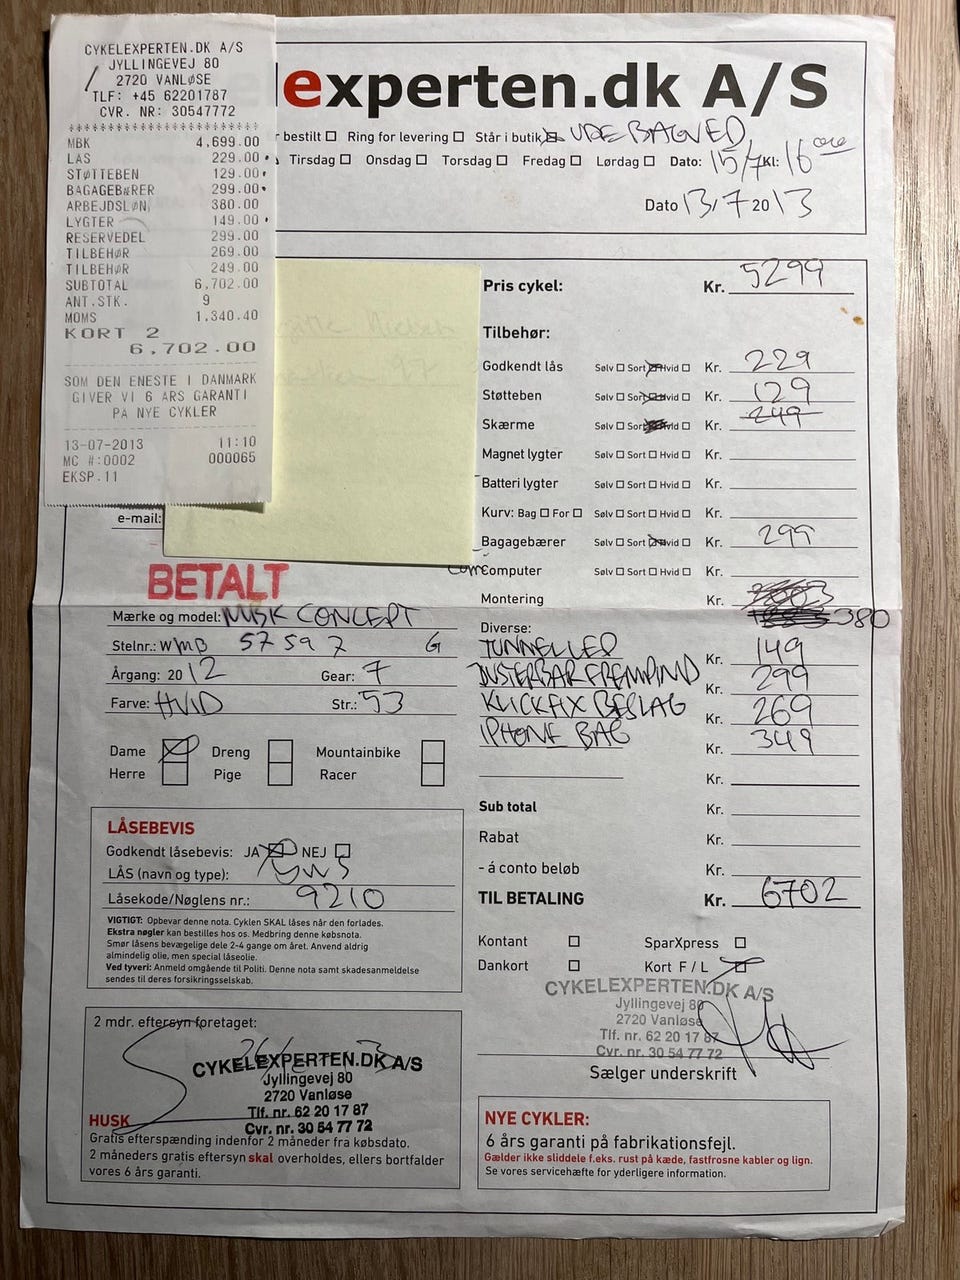 CYKELEXPERTEN.DK A/S
JYLLINGEVEJ 80
2720 VANLØSE
TLF: +45 62201787
CVR. NR: 30547772
MBK 4,699.00
LAS 229.00
STØTTEBEN 129.00
BAGAGEBÆRER 299.00
ARBEJDSLØN 380.00
LYGTER 149.00
RESERVEDEL 299.00
TILBEHØR 269.00
TILBEHØR 249.00
SUBTOTAL 6,702.00
ANT.STK. 9
MOMS 1,340.40
KORT 2
6,702.00
SOM DEN ENESTE I DANMARK
GIVER VI 6 ARS GARANTI
PA NYE CYKLER
13-07-2013 11:10
MC #:0002 000065
EKSP.11
elexperten.dk A/S
r bestilt Ring for levering Står i butik UDE BAGVED
Tirsdag Onsdag Torsdag Fredag Lørdag Dato: 15/7 Kl: 16
Dato 13/7 2013
Pris cykel: Kr. 5299
Tilbehør:
Godkendt lås Sølv Sort Hvid Kr. 229
Støtteben Sølv Sort Hvid Kr. 129
Skærme Sølv Sort Hvid Kr. 249
Magnet lygter Sølv Sort Hvid Kr.
Batteri lygter Sølv Sort Hvid Kr.
Kurv: Bag For Sølv Sort Hvid Kr.
Bagagebærer Sølv Sort Hvid Kr. 299
Computer Sølv Sort Hvid Kr.
Montering Kr. 380
Diverse:
TUNNELLED Kr. 149
JUSTERBAR FREMPIND Kr. 299
KLICKFIX BESLAG Kr. 269
IPHONE BAG Kr. 349
Kr.
Sub total Kr.
Rabat Kr.
- á conto beløb Kr.
TIL BETALING Kr. 6702
Kontant SparXpress
Dankort Kort F / L
CYKELEXPERTEN.DK A/S
Jyllingevej 80
2720 Vanløse
Tlf. nr. 62 20 17 87
Cvr. nr. 30 54 77 72
Sælger underskrift
NYE CYKLER:
6 års garanti på fabrikationsfejl.
Gælder ikke sliddele f.eks. rust på kæde, fastfrosne kabler og lign.
Se vores servicehæfte for yderligere information.
e-mail:
BETALT
Mærke og model: MBK CONCEPT
Stelnr.: WMB 57597 G
Årgang: 2012 Gear: 7
Farve: HVID Str.: 53
Dame Dreng Mountainbike
Herre Pige Racer
LÅSEBEVIS
Godkendt låsebevis: JA NEJ
LÅS (navn og type):
Låsekode/Nøglens nr.: 9210
VIGTIGT: Opbevar denne nota. Cyklen SKAL låses når den forlades.
Ekstra nøgler kan bestilles hos os. Medbring denne købsnota.
Smør låsens bevægelige dele 2-4 gange om året. Anvend aldrig
almindelig olie, men special låseolie.
Ved tyveri: Anmeld omgående til Politi. Denne nota samt skadesanmeldelse
sendes til deres forsikringsselskab.
2 mdr. eftersyn foretaget:
CYKELEXPERTEN.DK A/S
Jyllingevej 80
2720 Vanløse
Tlf. nr. 62 20 17 87
Cvr. nr. 30 54 77 72
HUSK
Gratis efterspænding indenfor 2 måneder fra købsdato.
2 måneders gratis eftersyn skal overholdes, ellers bortfalder
vores 6 års garanti.